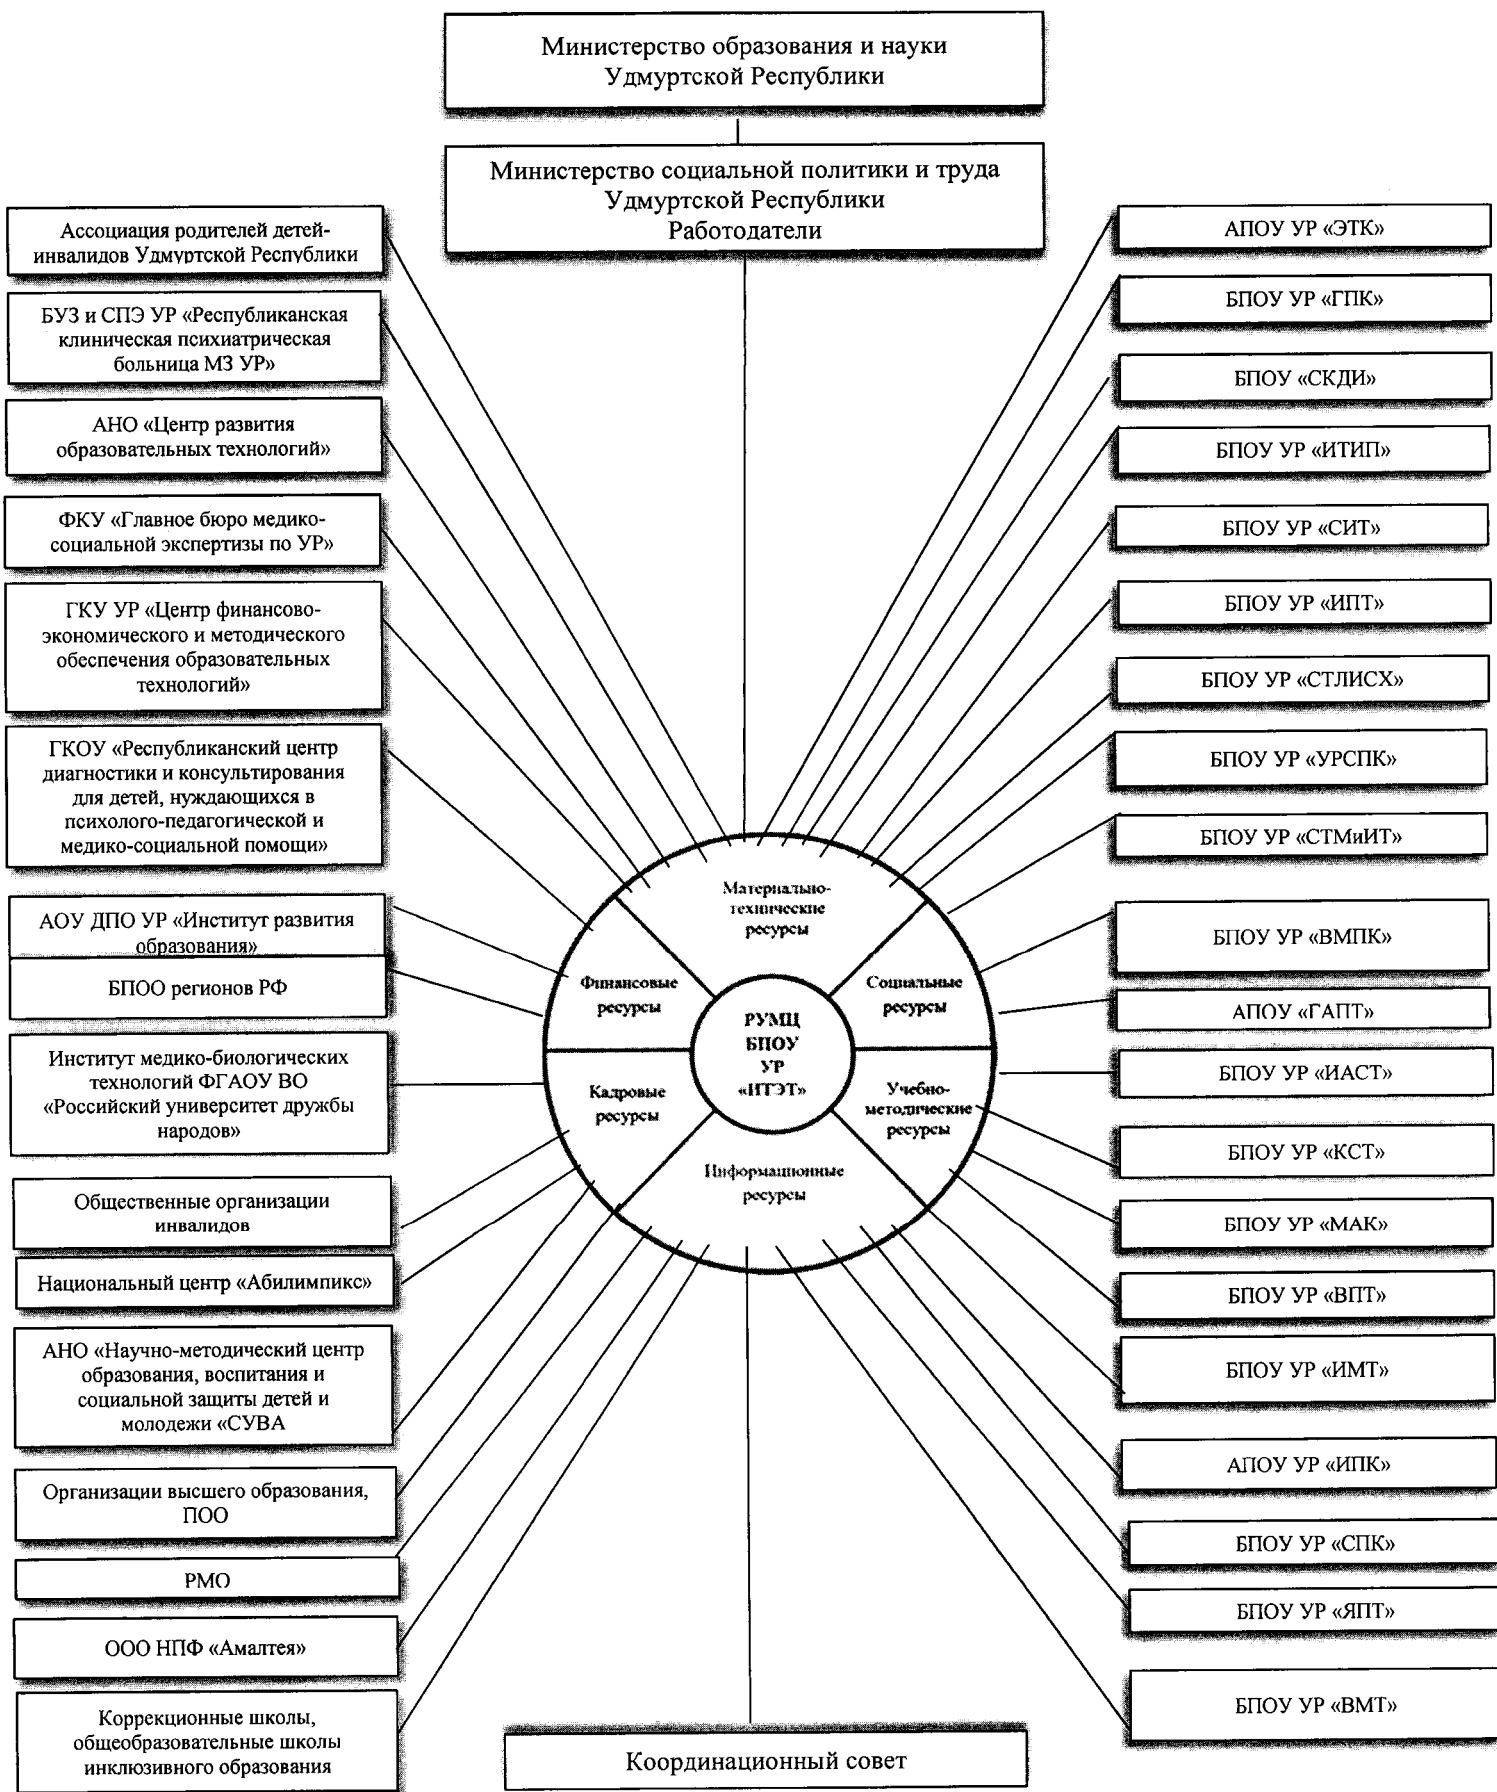 Министерство образования и науки
Удмуртской Республики
Министерство социальной политики и труда
Удмуртской Республики
Работодатели
Ассоциация родителей детей-
инвалидов Удмуртской Республики
БУЗ и СПЭ УР «Республиканская
клиническая психиатрическая
больница МЗ УР»
АНО «Центр развития
образовательных технологий»
ФКУ «Главное бюро медико-
социальной экспертизы по УР»
ГКУ УР «Центр финансово-
экономического и методического
обеспечения образовательных
технологий»
ГКОУ «Республиканский центр
диагностики и консультирования
для детей, нуждающихся в
психолого-педагогической и
медико-социальной помощи»
АОУ ДПО УР «Институт развития
образования»
БПОО регионов РФ
Институт медико-биологических
технологий ФГАОУ ВО
«Российский университет дружбы
народов»
Общественные организации
инвалидов
Национальный центр «Абилимпикс»
АНО «Научно-методический центр
образования, воспитания и
социальной защиты детей и
молодежи «СУВА
Организации высшего образования,
ПОО
РМО
ООО НПФ «Амалтея»
Коррекционные школы,
общеобразовательные школы
инклюзивного образования
Материально-
технические
ресурсы
Финансовые
ресурсы
Социальные
ресурсы
РУМЦ
БПОУ
УР
«ИТЭТ»
Кадровые
ресурсы
Учебно-
методические
ресурсы
Информационные
ресурсы
АПОУ УР «ЭТК»
БПОУ УР «ГПК»
БПОУ «СКДИ»
БПОУ УР «ИТИП»
БПОУ УР «СИТ»
БПОУ УР «ИПТ»
БПОУ УР «СТЛИСХ»
БПОУ УР «УРСПК»
БПОУ УР «СТМиИТ»
БПОУ УР «ВМПК»
АПОУ «ГАПТ»
БПОУ УР «ИАСТ»
БПОУ УР «КСТ»
БПОУ УР «МАК»
БПОУ УР «ВПТ»
БПОУ УР «ИМТ»
АПОУ УР «ИПК»
БПОУ УР «СПК»
БПОУ УР «ЯПТ»
БПОУ УР «ВМТ»
Координационный совет